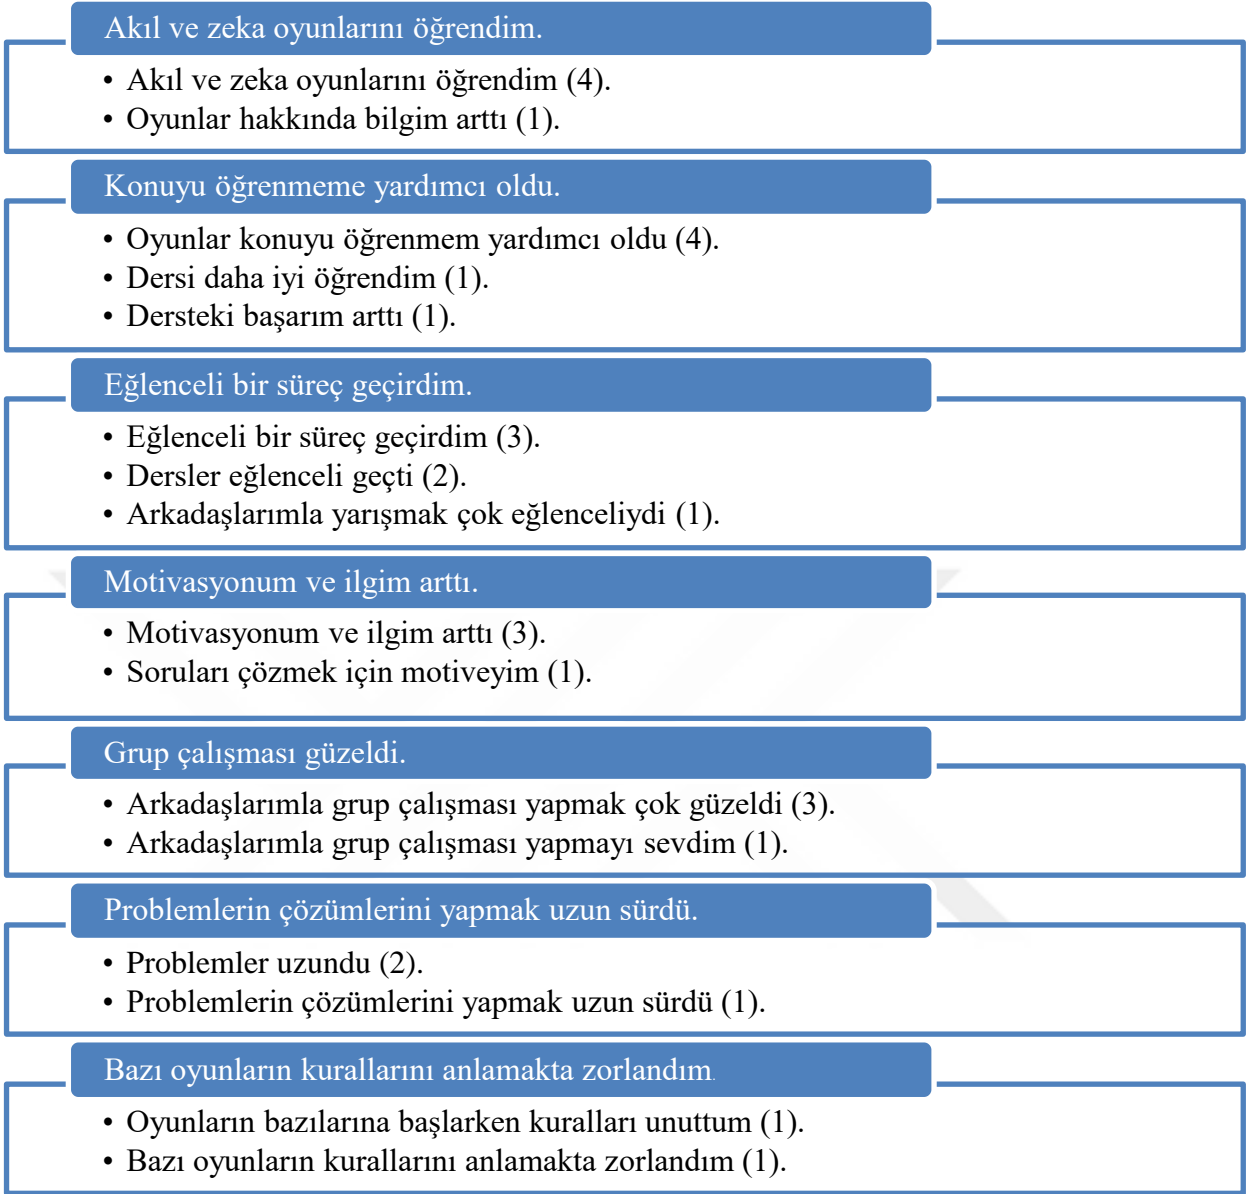 Akıl ve zeka oyunlarını öğrendim.
• Akıl ve zeka oyunlarını öğrendim (4).
• Oyunlar hakkında bilgim arttı (1).
Konuyu öğrenmeme yardımcı oldu.
• Oyunlar konuyu öğrenmem yardımcı oldu (4).
• Dersi daha iyi öğrendim (1).
• Dersteki başarım arttı (1).
Eğlenceli bir süreç geçirdim.
• Eğlenceli bir süreç geçirdim (3).
• Dersler eğlenceli geçti (2).
• Arkadaşlarımla yarışmak çok eğlenceliydi (1).
Motivasyonum ve ilgim arttı.
• Motivasyonum ve ilgim arttı (3).
• Soruları çözmek için motiveyim (1).
Grup çalışması güzeldi.
• Arkadaşlarımla grup çalışması yapmak çok güzeldi (3).
• Arkadaşlarımla grup çalışması yapmayı sevdim (1).
Problemlerin çözümlerini yapmak uzun sürdü.
• Problemler uzundu (2).
• Problemlerin çözümlerini yapmak uzun sürdü (1).
Bazı oyunların kurallarını anlamakta zorlandım.
• Oyunların bazılarına başlarken kuralları unuttum (1).
• Bazı oyunların kurallarını anlamakta zorlandım (1).